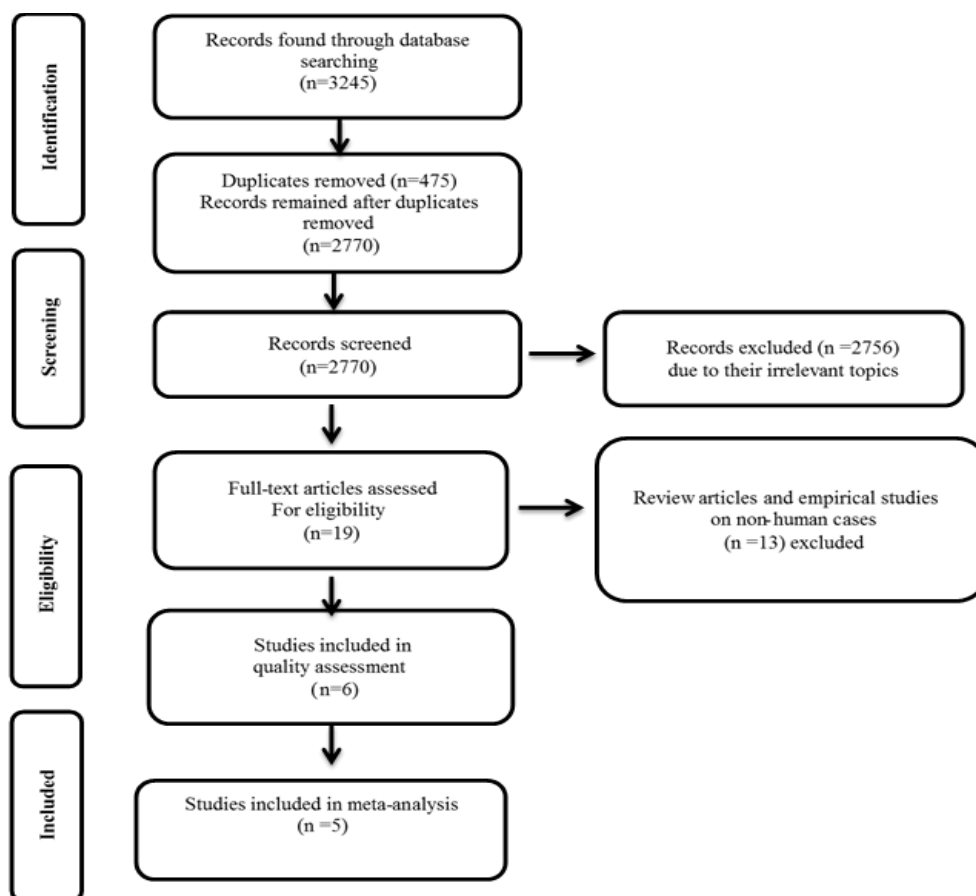 Identification
Records found through database
searching
(n=3245)
Duplicates removed (n=475)
Records remained after duplicates
removed
(n=2770)
Screening
Records screened
(n=2770)
Records excluded (n =2756)
due to their irrelevant topics
Eligibility
Full-text articles assessed
For eligibility
(n=19)
Review articles and empirical studies
on non-human cases
(n =13) excluded
Studies included in
quality assessment
(n=6)
Included
Studies included in meta-analysis
(n =5)